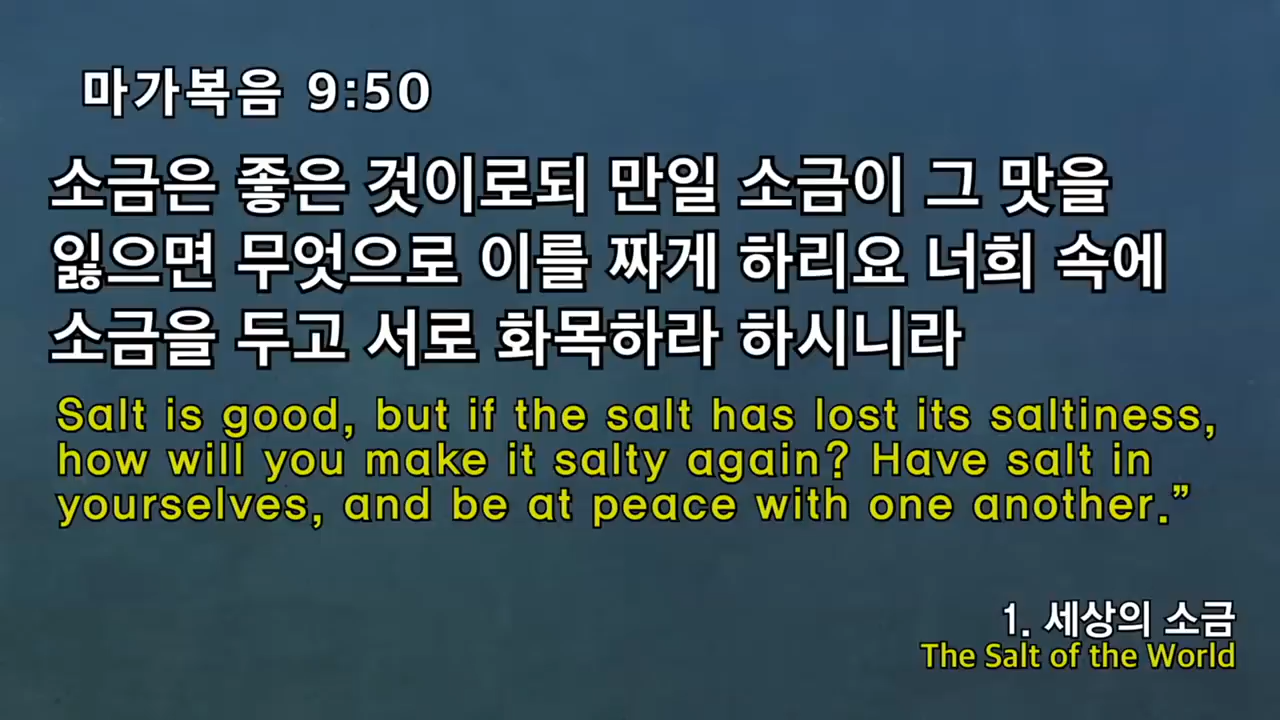 마가복음 9:50
소금은 좋은 것이로되 만일 소금이 그 맛을
잃으면 무엇으로 이를 짜게 하리요 너희 속에
소금을 두고 서로 화목하라 하시니라
Salt is good, but if the salt has lost its saltiness,
how will you make it salty again? Have salt in
yourselves, and be at peace with one another.”
1. 세상의 소금
The Salt of the World